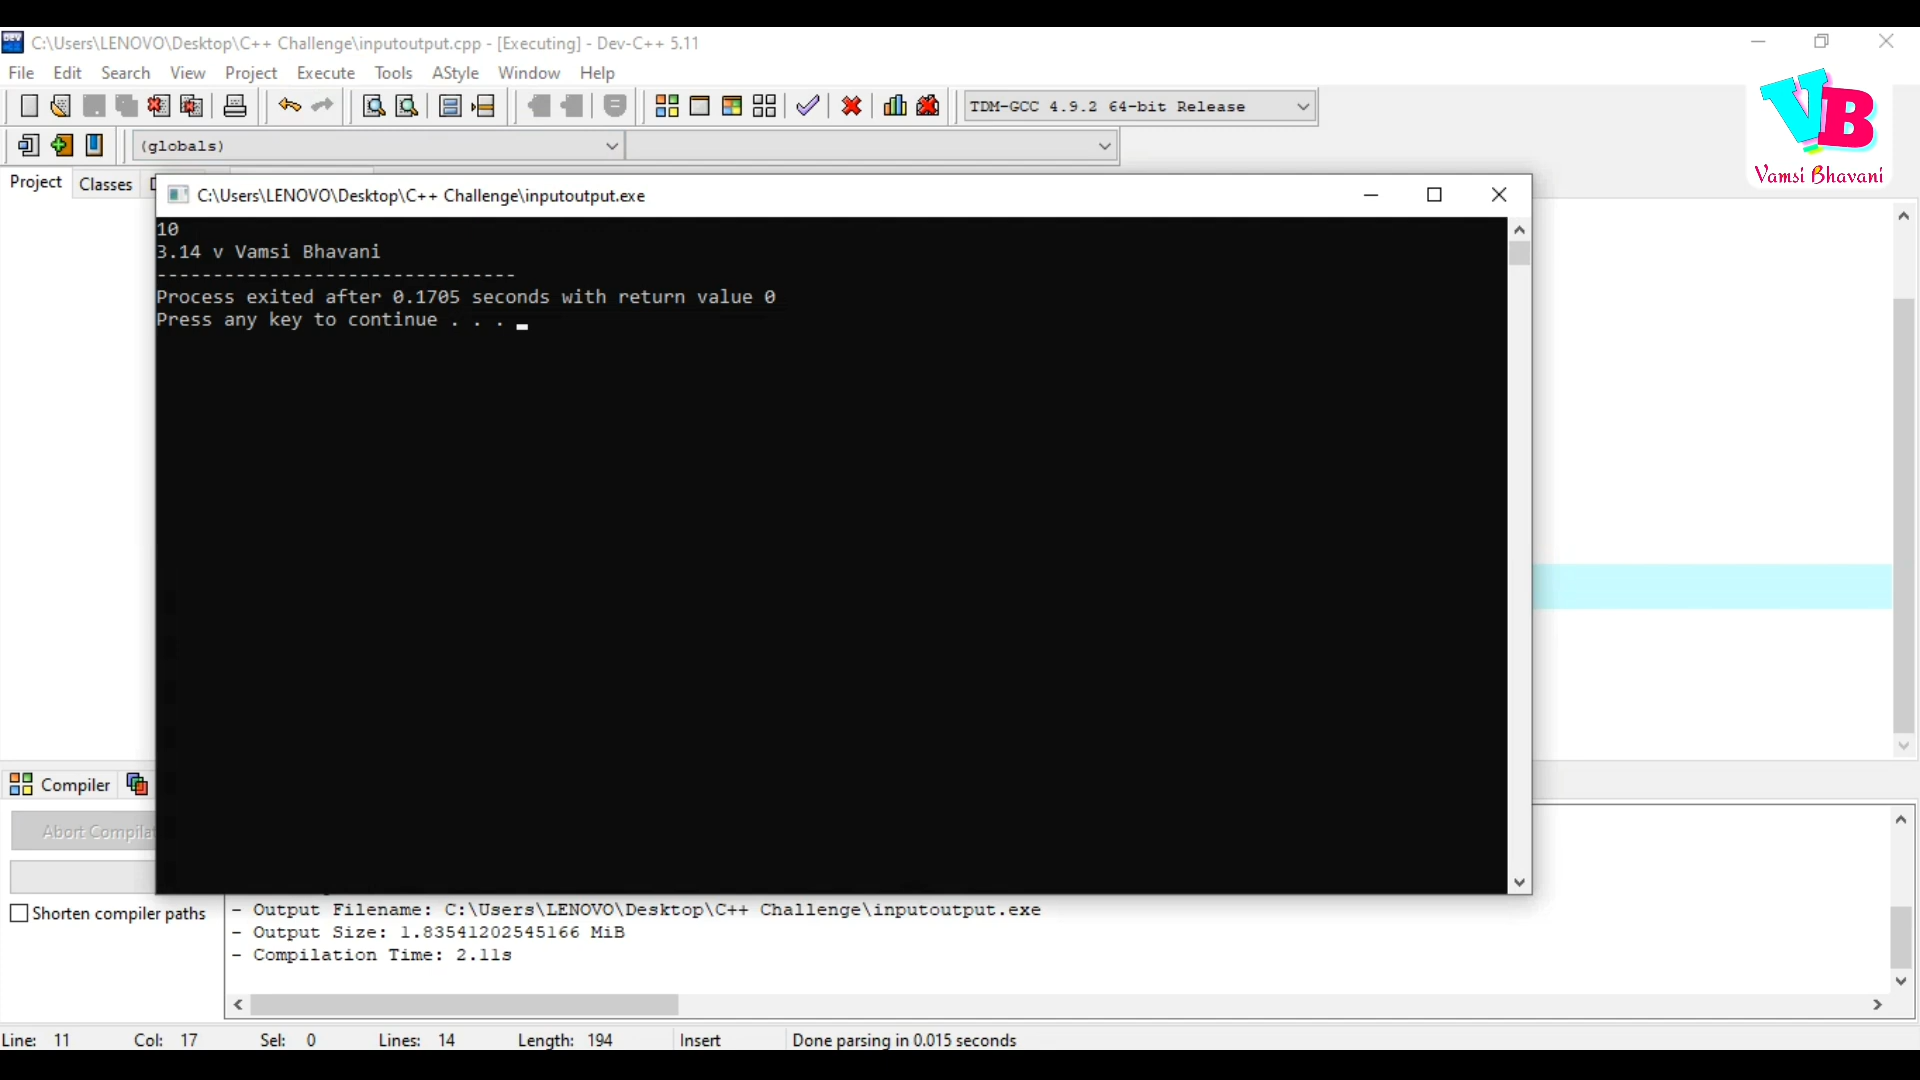 C:\Users\LENOVO\Desktop\C++ Challenge\inputoutput.cpp - [Executing] - Dev-C++ 5.11
File Edit Search View Project Execute Tools AStyle Window Help
TDM-GCC 4.9.2 64-bit Release
VB
Vamsi Bhavani
(globals)
Project Classes D
C:\Users\LENOVO\Desktop\C++ Challenge\inputoutput.exe
10
3.14 v Vamsi Bhavani
--------------------------------
Process exited after 0.1705 seconds with return value 0
Press any key to continue . . .
Compiler
Abort Compilat
Shorten compiler paths
- Output Filename: C:\Users\LENOVO\Desktop\C++ Challenge\inputoutput.exe
- Output Size: 1.83541202545166 MiB
- Compilation Time: 2.11s
Line: 11 Col: 17 Sel: 0 Lines: 14 Length: 194 Insert Done parsing in 0.015 seconds